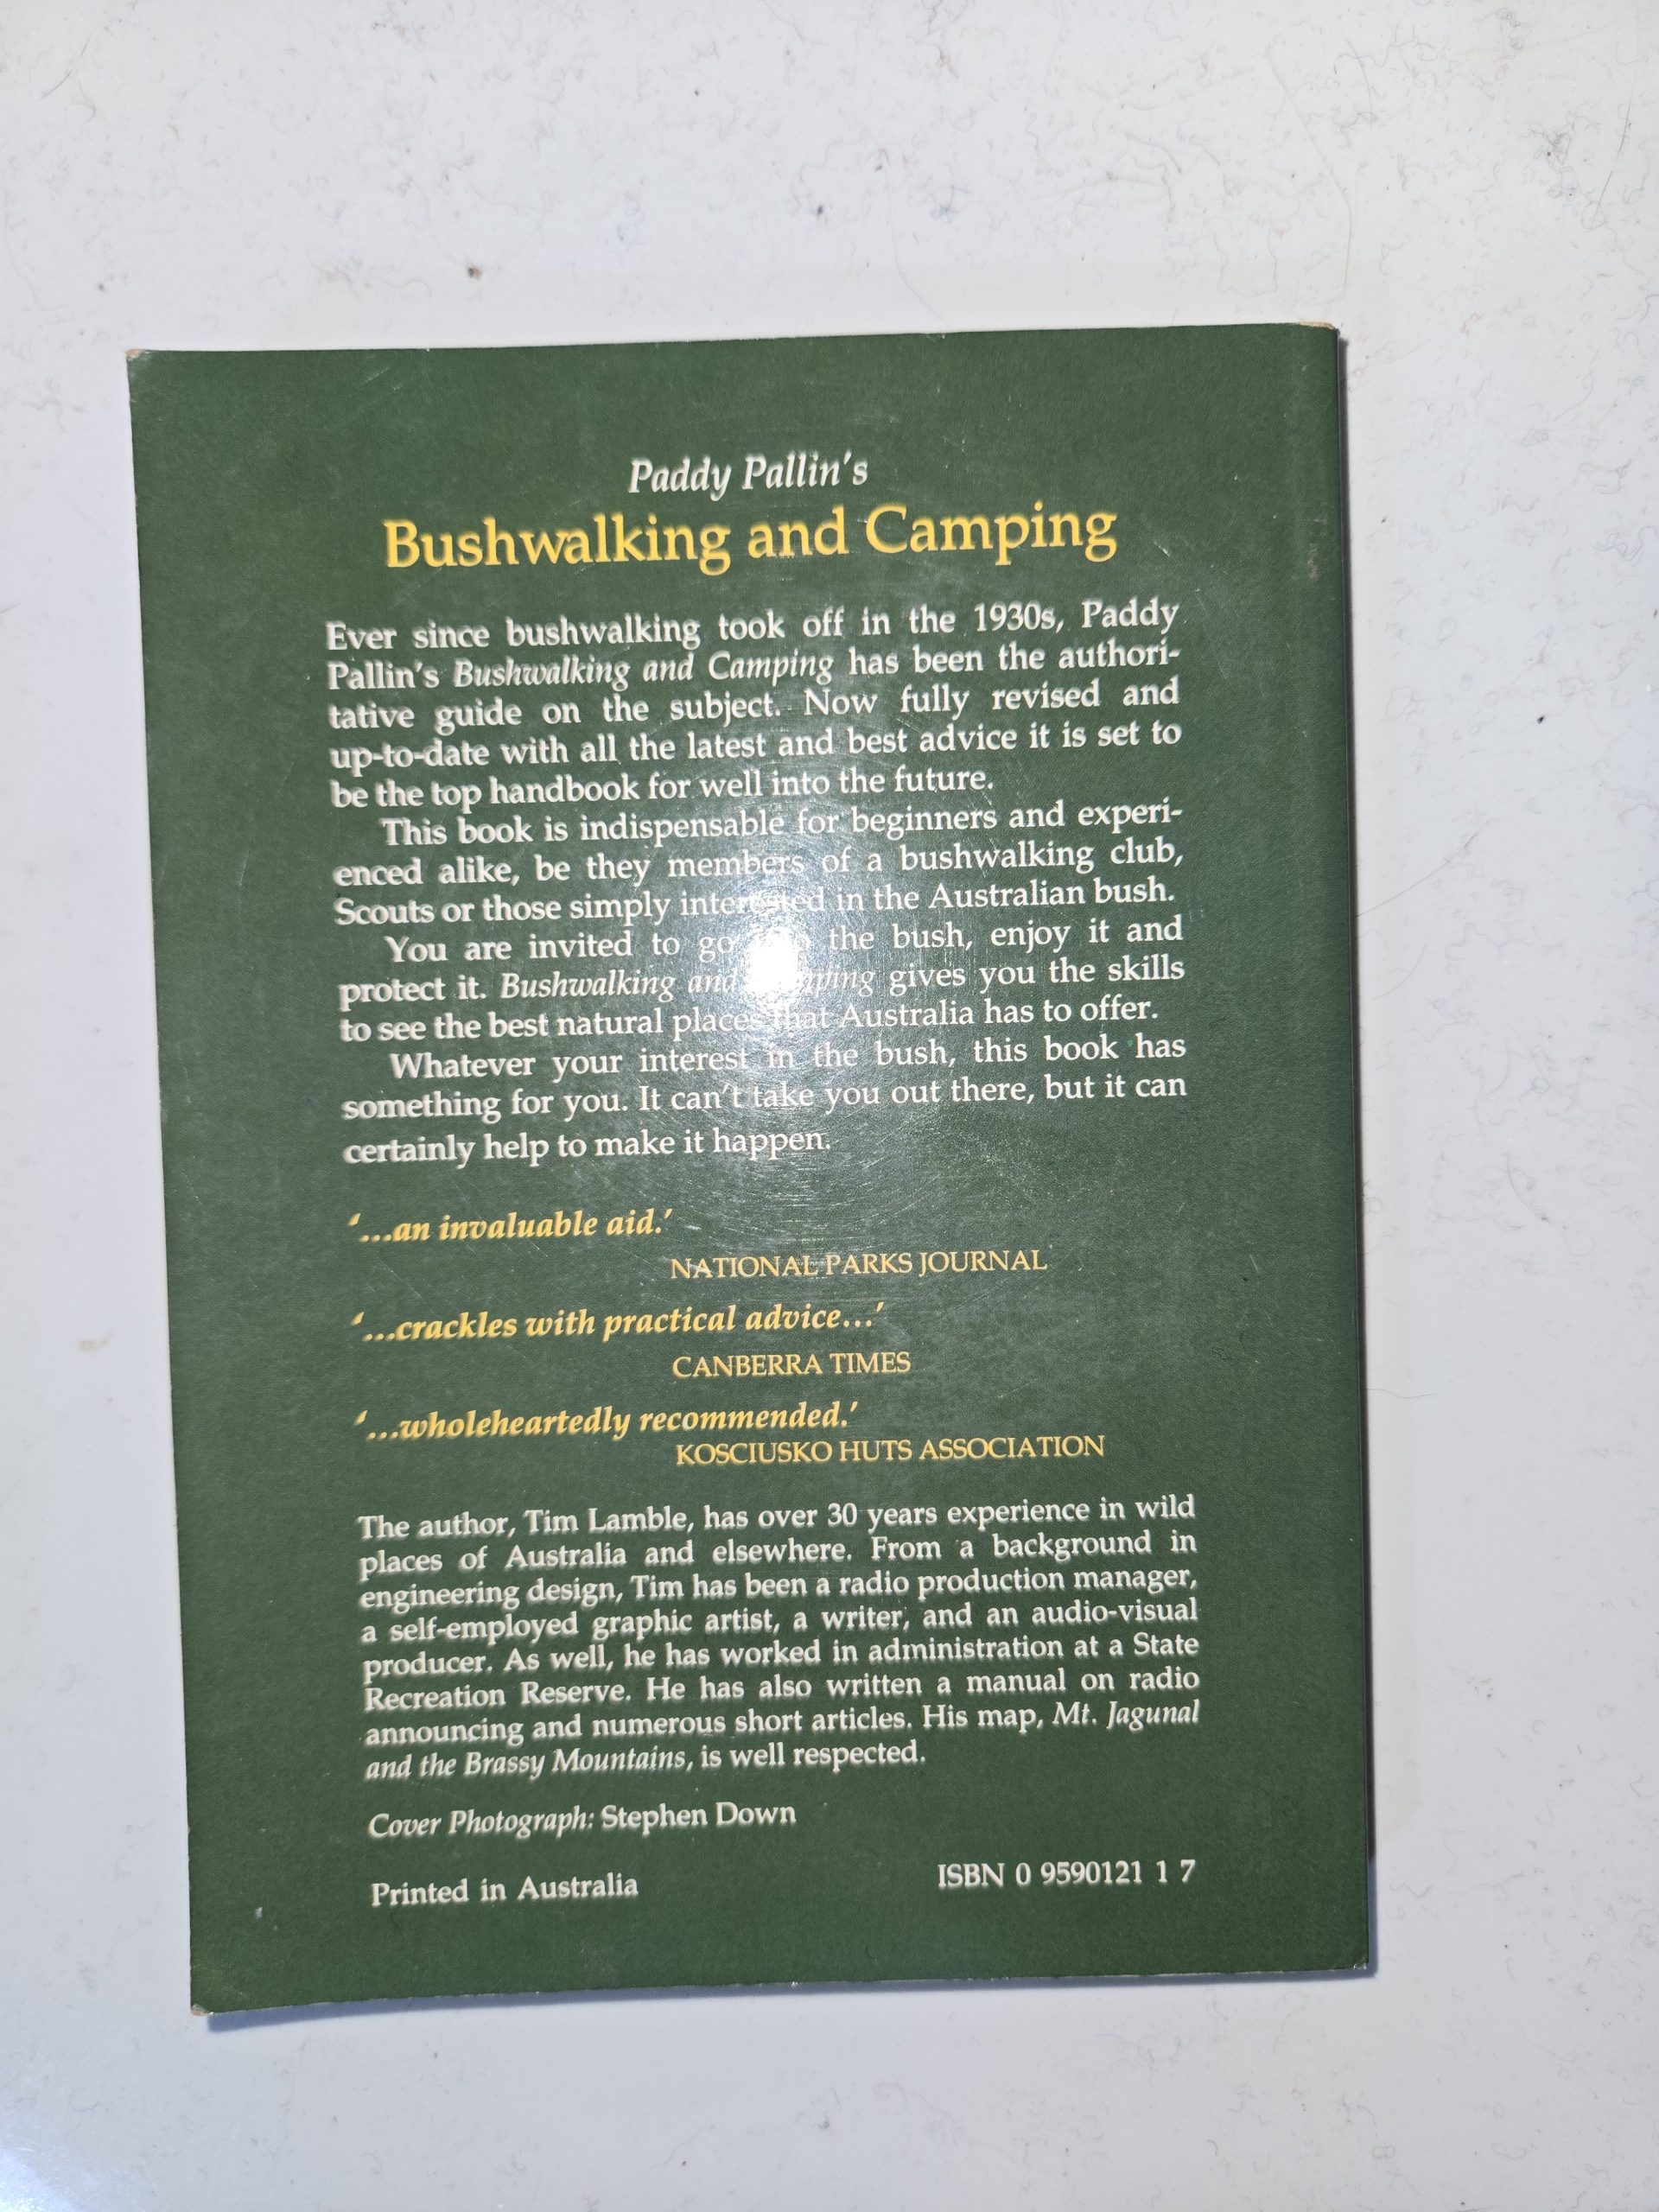 Paddy Pallin's
Bushwalking and Camping
Ever since bushwalking took off in the 1930s, Paddy
Pallin's Bushwalking and Camping has been the authori-
tative guide on the subject. Now fully revised and
up-to-date with all the latest and best advice it is set to
be the top handbook for well into the future.
This book is indispensable for beginners and experi-
enced alike, be they members of a bushwalking club,
Scouts or those simply interested in the Australian bush.
You are invited to go the bush, enjoy it and
protect it. Bushwalking and Camping gives you the skills
to see the best natural places that Australia has to offer.
Whatever your interest in the bush, this book has
something for you. It can't take you out there, but it can
certainly help to make it happen.
'...an invaluable aid.'
NATIONAL PARKS JOURNAL
'...crackles with practical advice...'
CANBERRA TIMES
'...wholeheartedly recommended.'
KOSCIUSKO HUTS ASSOCIATION
The author, Tim Lamble, has over 30 years experience in wild
places of Australia and elsewhere. From a background in
engineering design, Tim has been a radio production manager,
a self-employed graphic artist, a writer, and an audio-visual
producer. As well, he has worked in administration at a State
Recreation Reserve. He has also written a manual on radio
announcing and numerous short articles. His map, Mt. Jagunal
and the Brassy Mountains, is well respected.
Cover Photograph: Stephen Down
Printed in Australia
ISBN 0 9590121 1 7